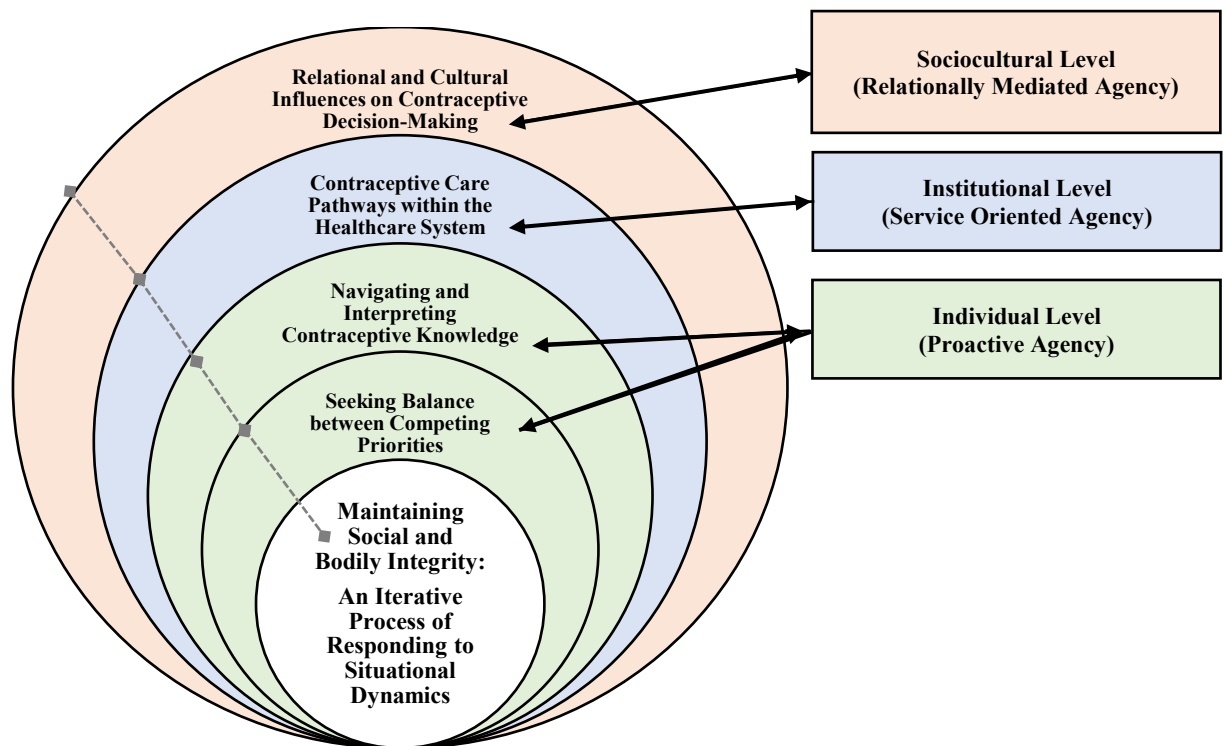 Relational and Cultural
Influences on Contraceptive
Decision-Making
Contraceptive Care
Pathways within the
Healthcare System
Navigating and
Interpreting
Contraceptive Knowledge
Seeking Balance
between Competing
Priorities
Maintaining
Social and
Bodily Integrity:
An Iterative
Process of
Responding to
Situational
Dynamics
Sociocultural Level
(Relationally Mediated Agency)
Institutional Level
(Service Oriented Agency)
Individual Level
(Proactive Agency)